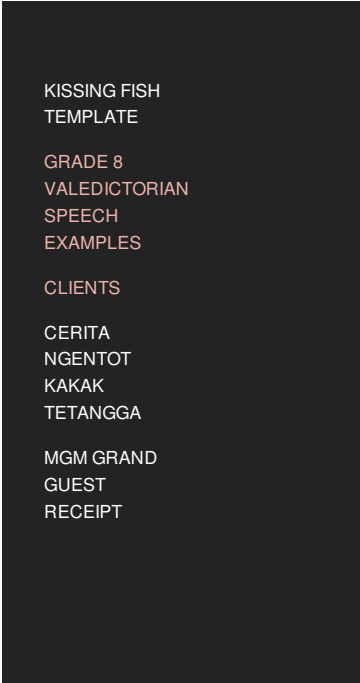 KISSING FISH
TEMPLATE
GRADE 8
VALEDICTORIAN
SPEECH
EXAMPLES
CLIENTS
CERITA
NGENTOT
KAKAK
TETANGGA
MGM GRAND
GUEST
RECEIPT